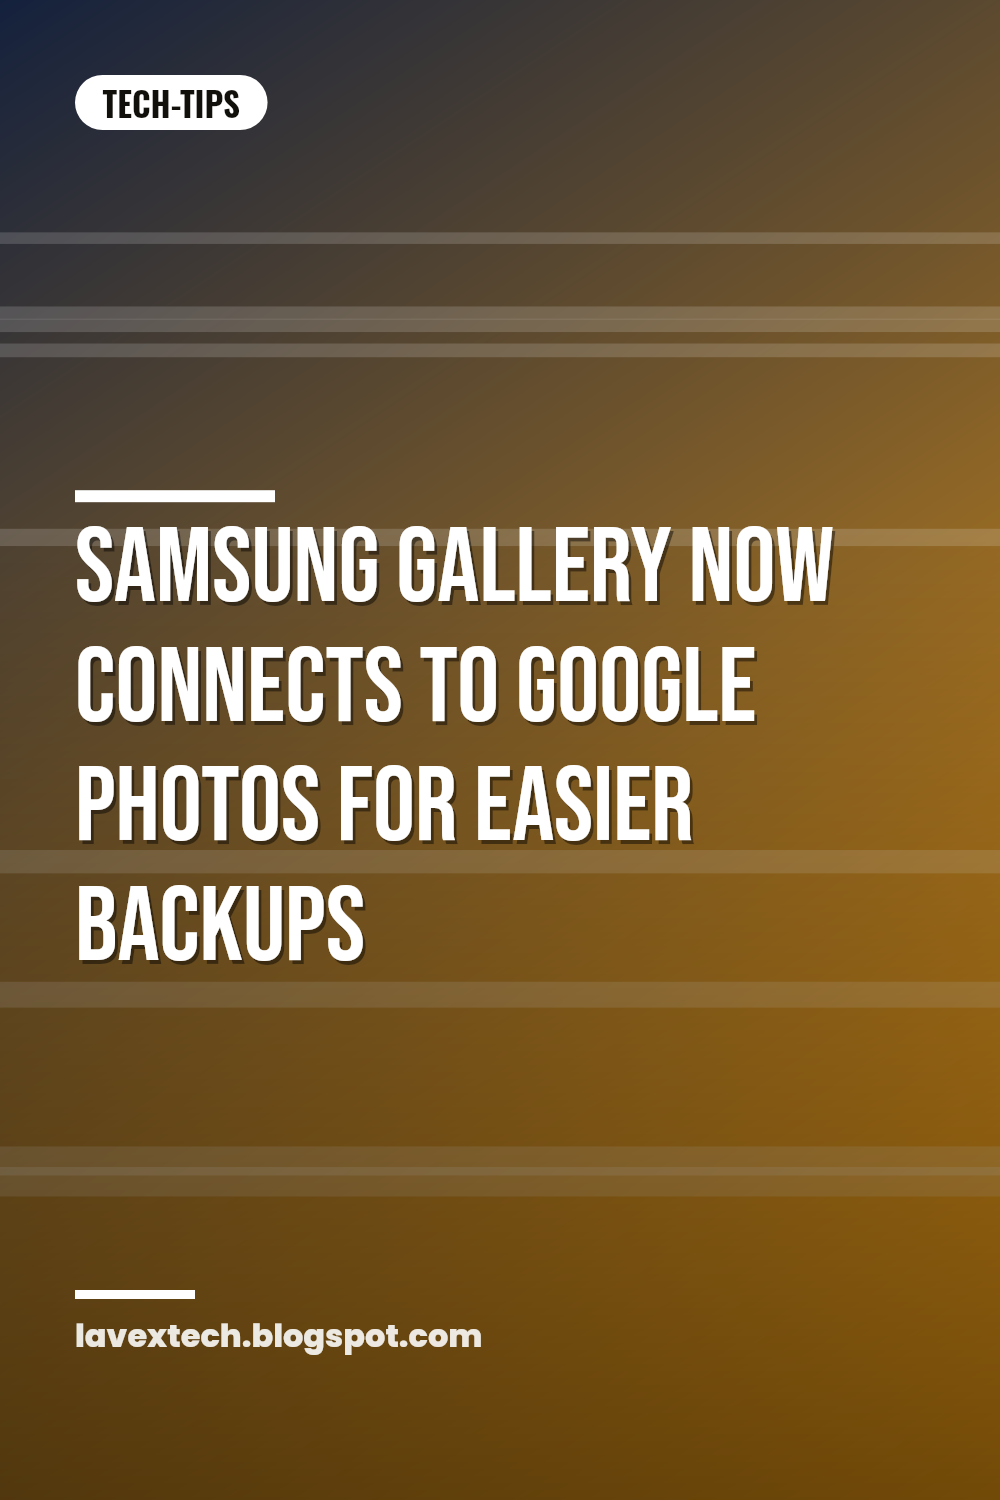 TECH-TIPS
SAMSUNG GALLERY NOW
CONNECTS TO GOOGLE
PHOTOS FOR EASIER
BACKUPS
lavextech.blogspot.com